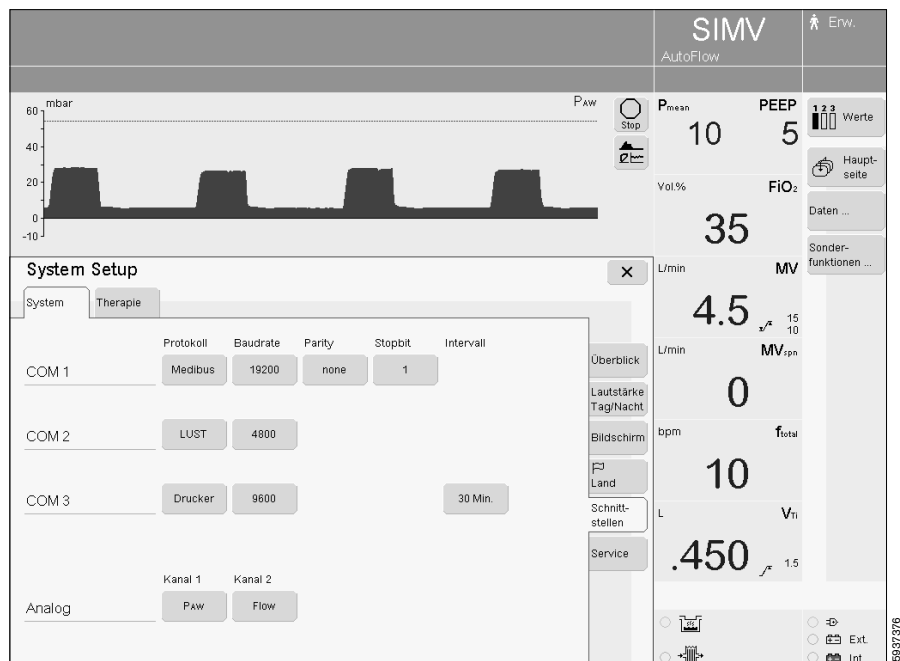 SIMV
AutoFlow
Erw.
mbar
PAW
60
40
20
0
-10
Stop
Pmean PEEP
10 5
Vol.% FiO2
35
L/min MV
4.5 15
10
L/min MVspn
0
bpm ftotal
10
L VTi
.450 1.5
1 2 3 Werte
Haupt-
seite
Daten ...
Sonder-
funktionen ...
System Setup
System Therapie
Protokoll Baudrate Parity Stopbit Intervall
COM 1 Medibus 19200 none 1
COM 2 LUST 4800
COM 3 Drucker 9600 30 Min.
Kanal 1 Kanal 2
Analog PAW Flow
Überblick
Lautstärke
Tag/Nacht
Bildschirm
Land
Schnitt-
stellen
Service
Ext.
Int.
5937376